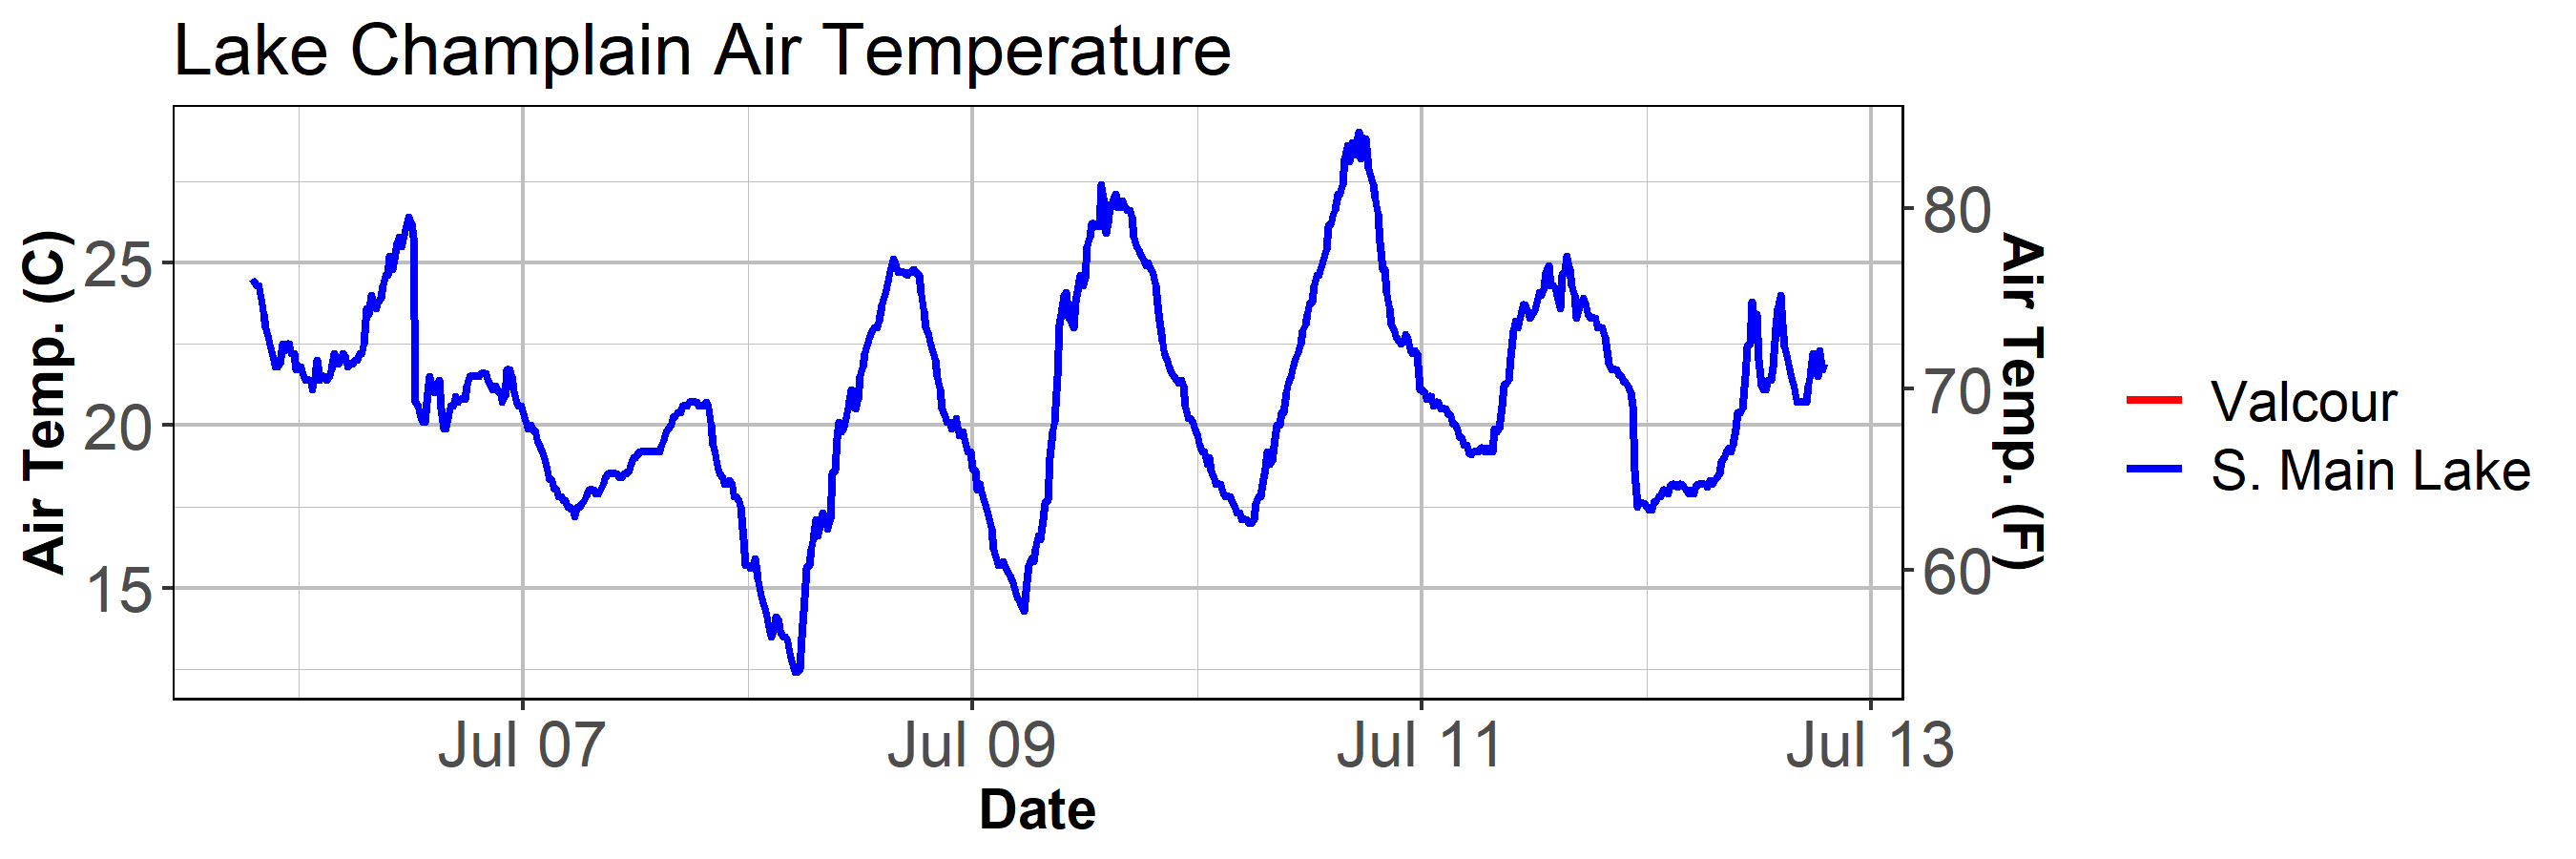 Lake Champlain Air Temperature
Air Temp. (C)
25
20
15
80
70
60
Air Temp. (F)
Jul 07
Jul 09
Jul 11
Jul 13
Date
Valcour
S. Main Lake